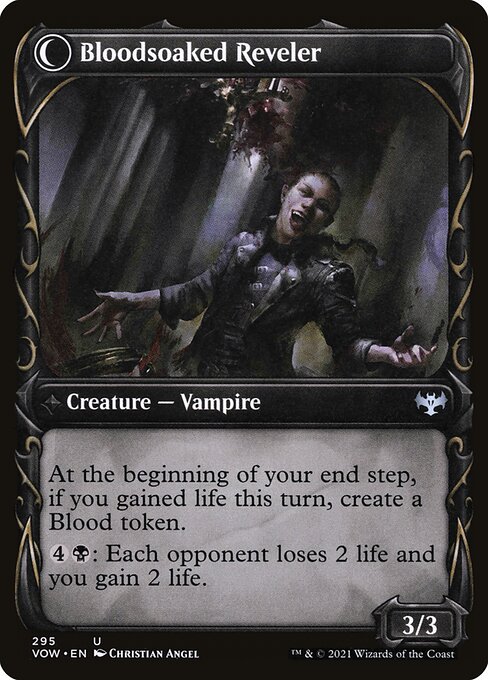 Bloodsoaked Reveler
Creature — Vampire
At the beginning of your end step,
if you gained life this turn, create a
Blood token.
4: Each opponent loses 2 life and
you gain 2 life.
3/3
295 U
VOW • EN CHRISTIAN ANGEL
™ & © 2021 Wizards of the Coast